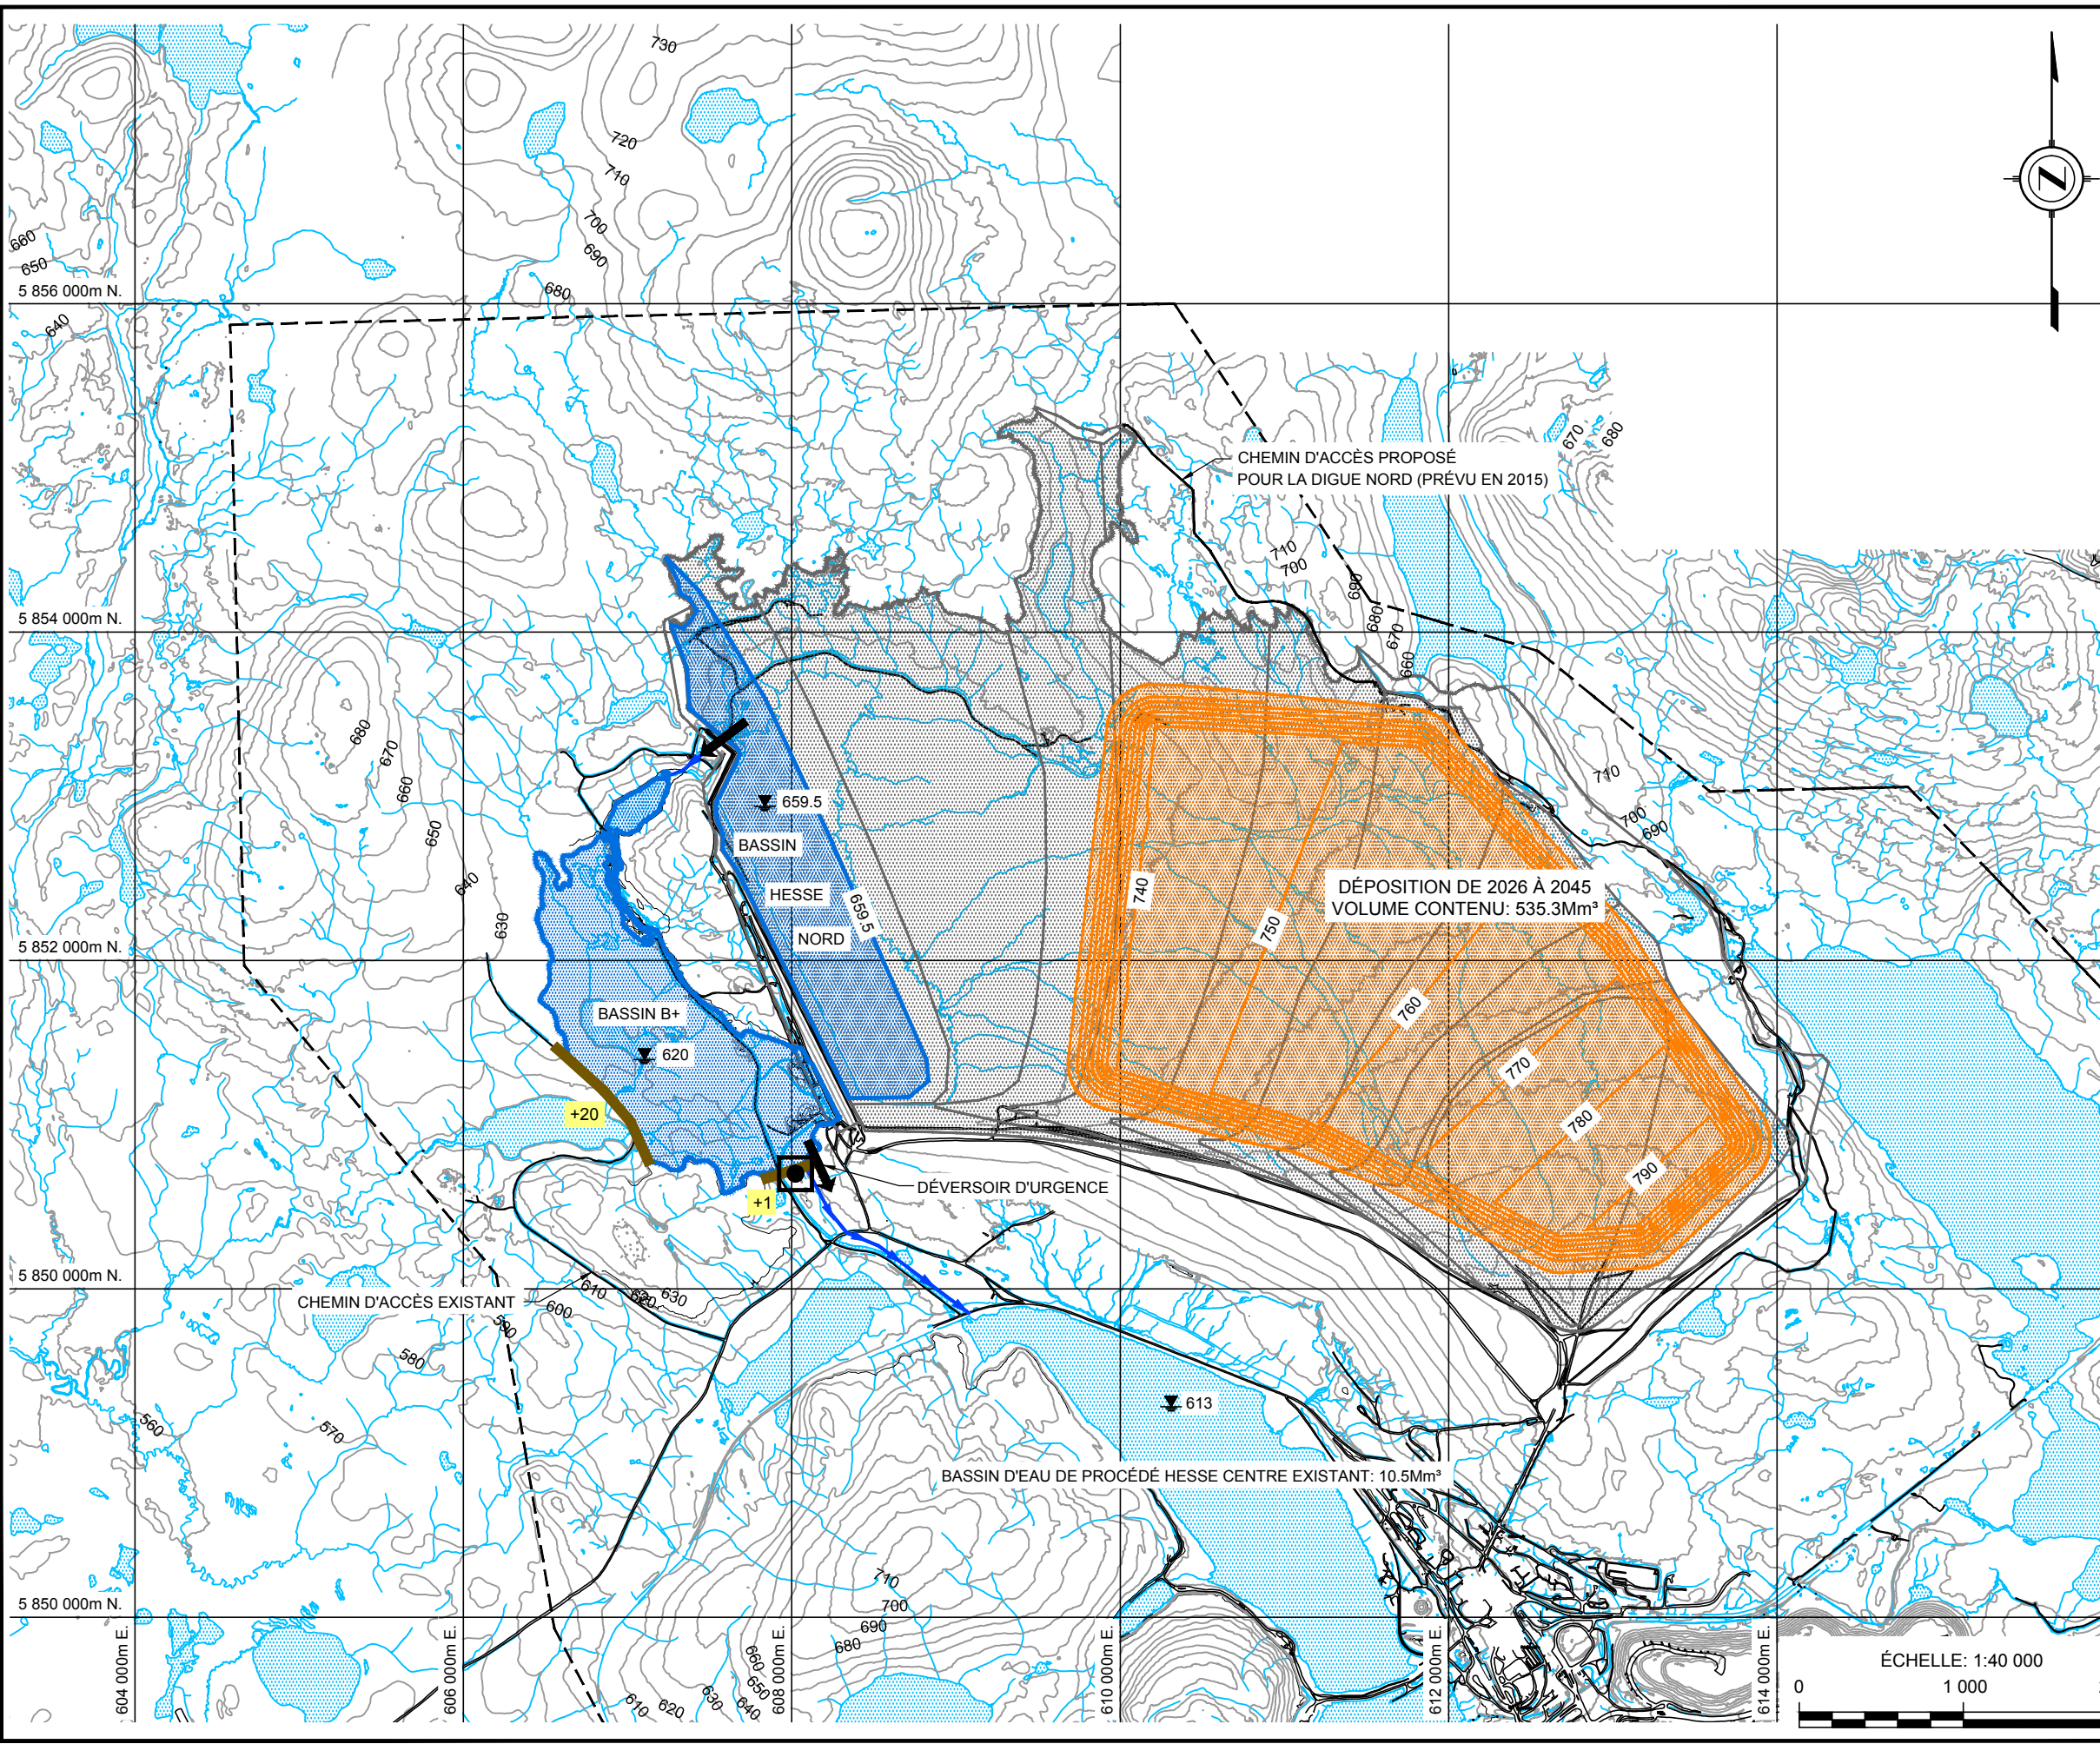 730
720
710
700
690
680
660
650
5 856 000m N.
640
CHEMIN D'ACCÈS PROPOSÉ
POUR LA DIGUE NORD (PRÉVU EN 2015)
670
680
710
700
690
680
670
660
5 854 000m N.
680
670
660
650
640
630
659.5
BASSIN
HESSE
NORD
659.5
740
750
760
770
780
790
DÉPOSITION DE 2026 À 2045
VOLUME CONTENU: 535.3Mm³
710
700
690
5 852 000m N.
BASSIN B+
620
+20
+1
DÉVERSOIR D'URGENCE
5 850 000m N.
CHEMIN D'ACCÈS EXISTANT
610
620
630
600
590
580
570
560
613
BASSIN D'EAU DE PROCÉDÉ HESSE CENTRE EXISTANT: 10.5Mm³
710
700
690
680
660
650
640
630
620
610
5 850 000m N.
604 000m E.
606 000m E.
608 000m E.
610 000m E.
612 000m E.
614 000m E.
N
ÉCHELLE: 1:40 000
0
1 000